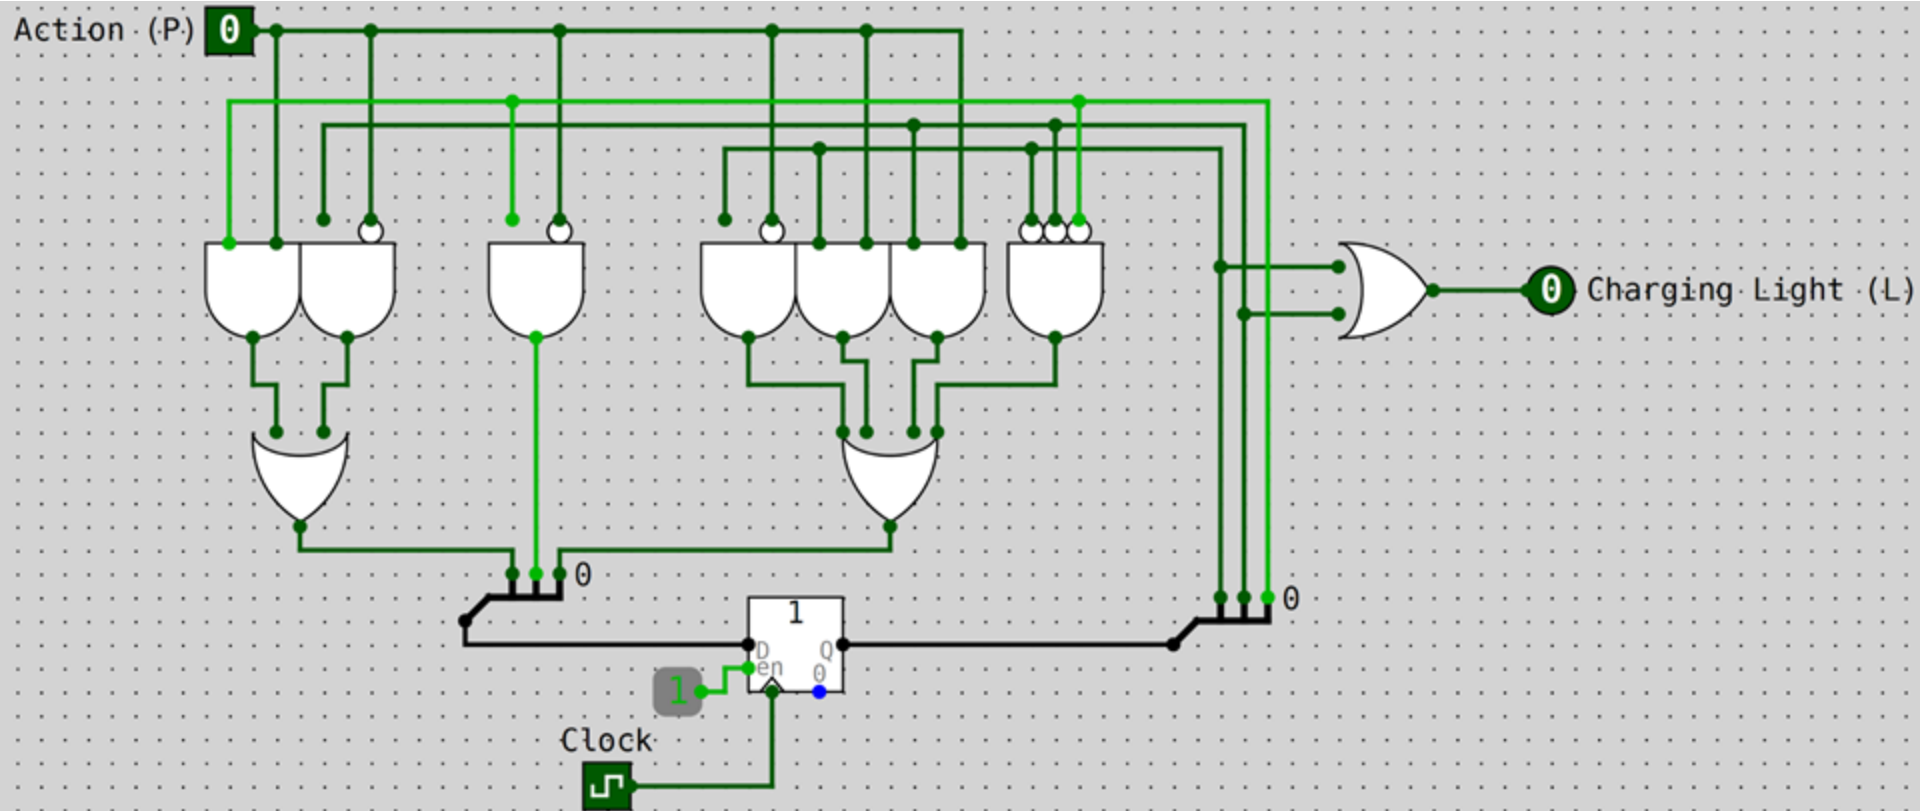 Action (P) 0
0 Charging Light (L)
0
0
1
D Q
en 0
1
Clock